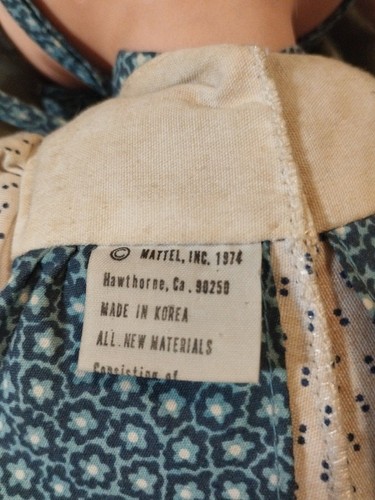 © MATTEL, INC. 1974
Hawthorne, Ca. 90250
MADE IN KOREA
ALL NEW MATERIALS
Consisting of